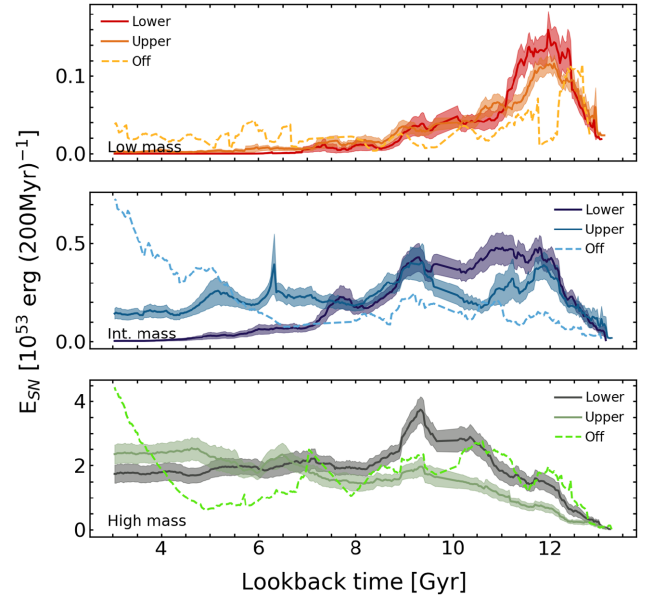 Lower
Upper
Off
0.1
0.0
Low mass
E_SN [10^53 erg (200Myr)^−1]
Lower
Upper
Off
0.5
0.0
Int. mass
Lower
Upper
Off
4
2
0
High mass
4 6 8 10 12
Lookback time [Gyr]